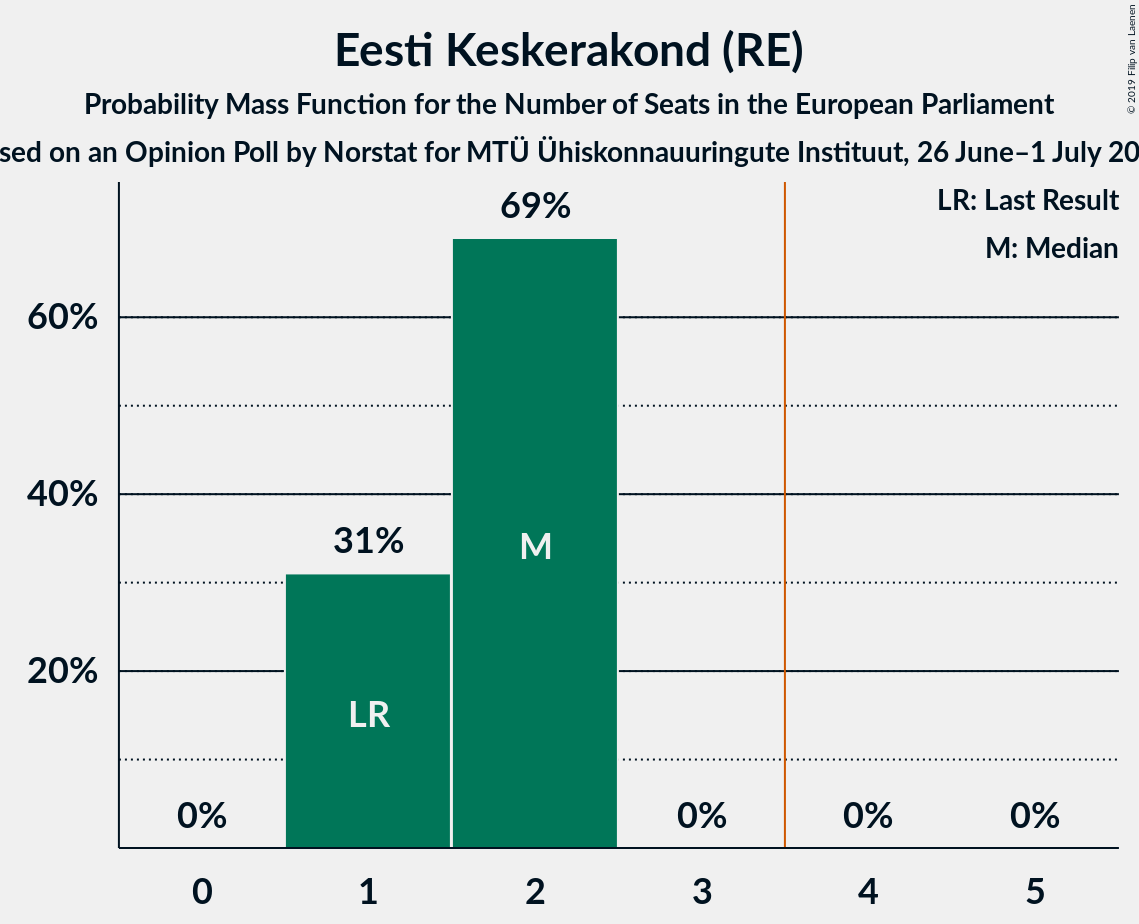 Eesti Keskerakond (RE)
Probability Mass Function for the Number of Seats in the European Parliament
sed on an Opinion Poll by Norstat for MTÜ Ühiskonnauuringute Instituut, 26 June–1 July 20
© 2019 Filip van Laenen
LR: Last Result
M: Median
69%
60%
40%
31%
M
20%
LR
0%
0%
0%
0%
0
1
2
3
4
5